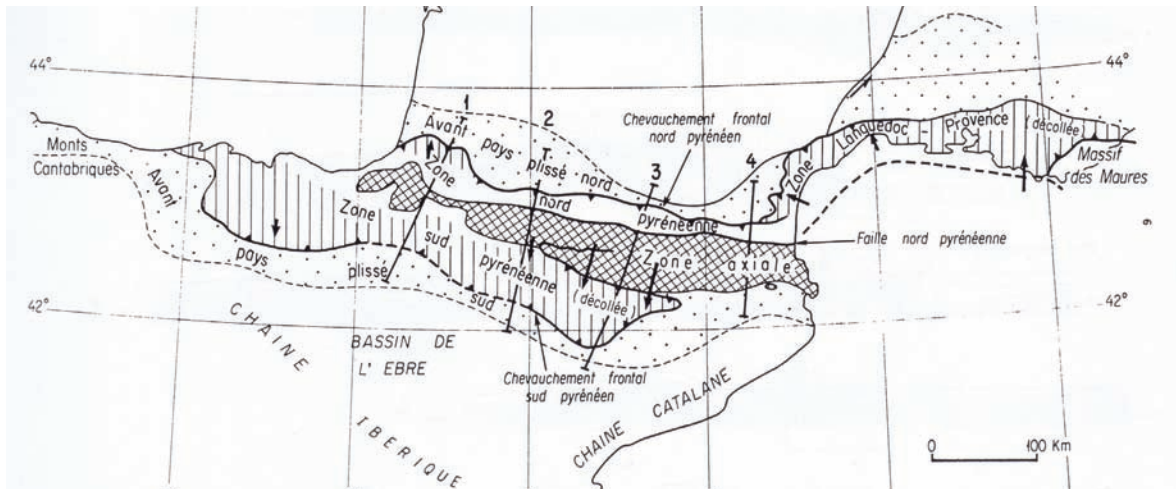 44°
44°
1
2
3
4
Avant
pays
plissé nord
Chevauchement frontal
nord pyrénéen
Zone
Languedoc - Provence
(décollée)
Massif
des Maures
Monts
Cantabriques
Avant
pays
plissé
sud
Zone
nord
pyrénéenne
Zone
sud
pyrénéenne
(décollée)
Zone axiale
Faille nord pyrénéenne
42°
42°
CHAINE
IBERIQUE
BASSIN DE
L' EBRE
Chevauchement frontal
sud pyrénéen
CHAINE CATALANE
0
100 Km